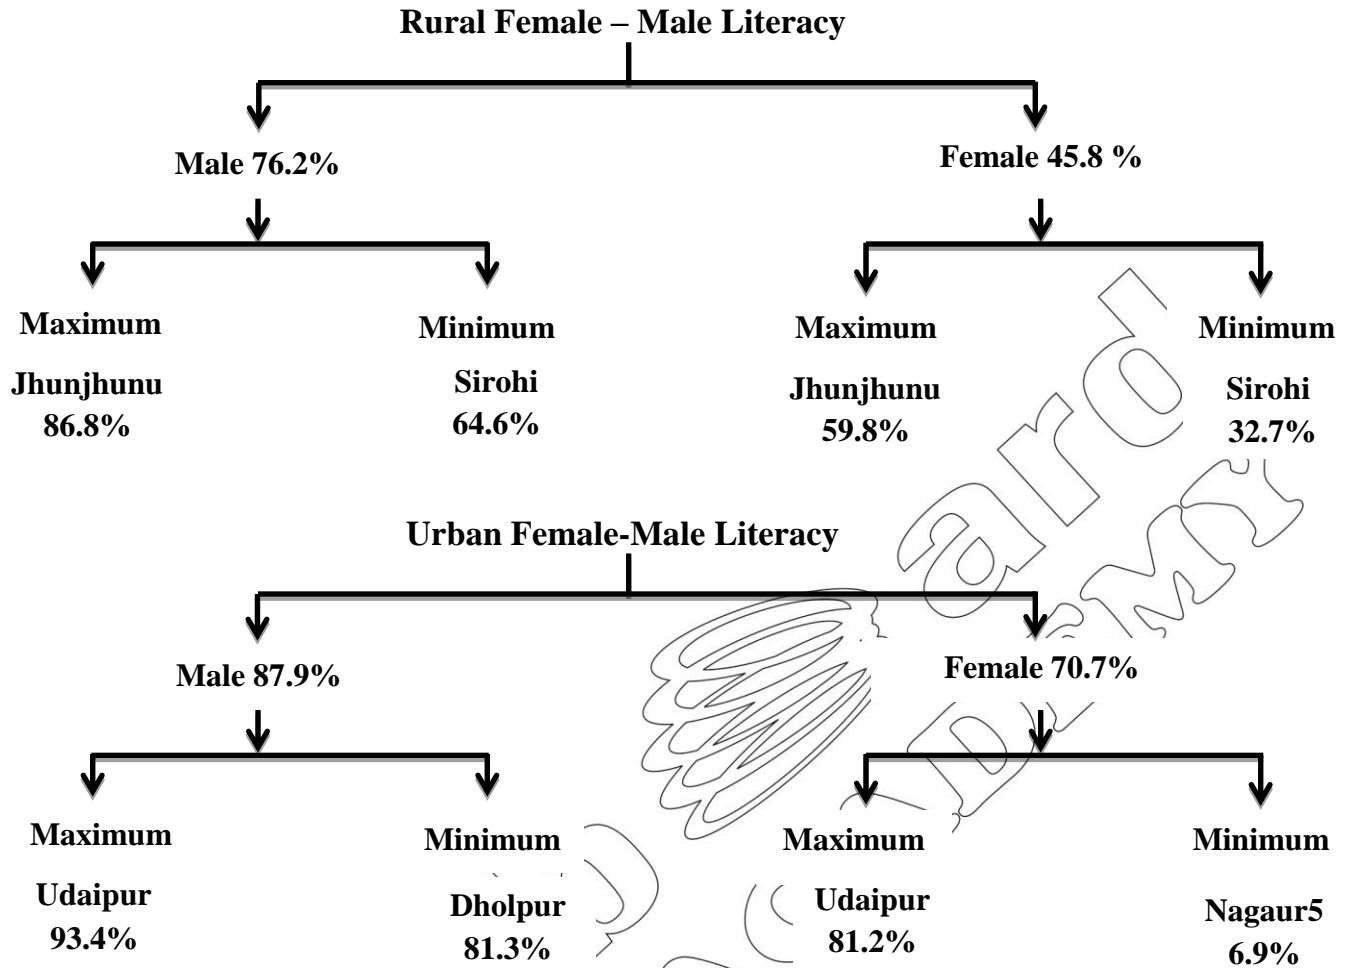 Rural Female – Male Literacy
Male 76.2%
Female 45.8 %
Maximum
Minimum
Maximum
Minimum
Jhunjhunu
86.8%
Sirohi
64.6%
Jhunjhunu
59.8%
Sirohi
32.7%
Urban Female-Male Literacy
Male 87.9%
Female 70.7%
Maximum
Minimum
Maximum
Minimum
Udaipur
93.4%
Dholpur
81.3%
Udaipur
81.2%
Nagaur5
6.9%